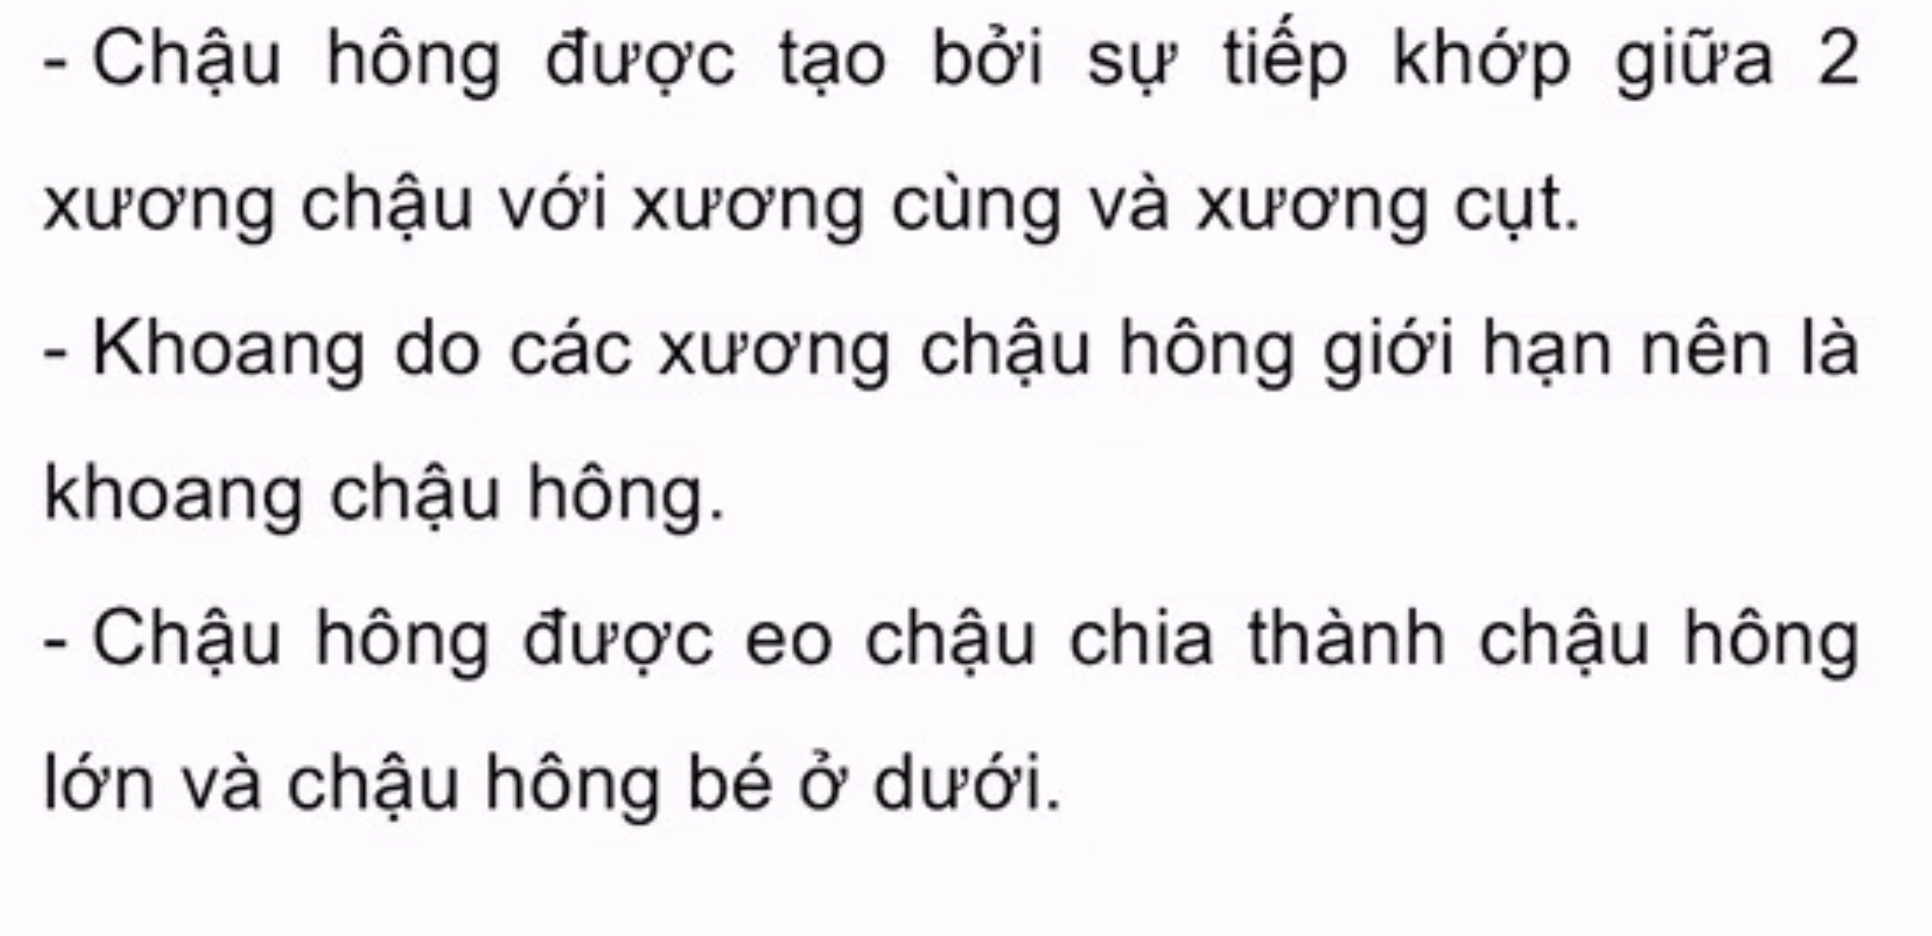 - Chậu hông được tạo bởi sự tiếp khớp giữa 2
xương chậu với xương cùng và xương cụt.
- Khoang do các xương chậu hông giới hạn nên là
khoang chậu hông.
- Chậu hông được eo chậu chia thành chậu hông
lớn và chậu hông bé ở dưới.